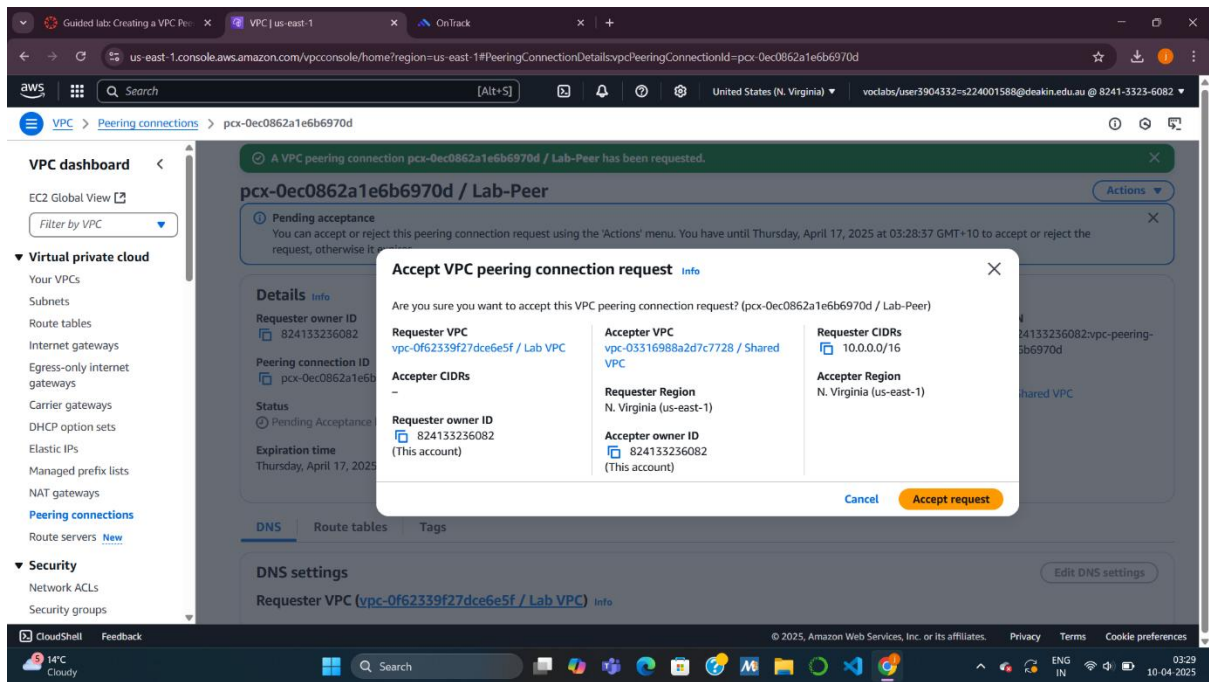 Guided lab: Creating a VPC Pee
VPC | us-east-1
OnTrack
us-east-1.console.aws.amazon.com/vpcconsole/home?region=us-east-1#PeeringConnectionDetails:vpcPeeringConnectionId=pcx-0ec0862a1e6b6970d
aws
Search
[Alt+S]
United States (N. Virginia)
voclabs/user3904332=s224001588@deakin.edu.au @ 8241-3323-6082
VPC > Peering connections > pcx-0ec0862a1e6b6970d
VPC dashboard
EC2 Global View
Filter by VPC
Virtual private cloud
Your VPCs
Subnets
Route tables
Internet gateways
Egress-only internet
gateways
Carrier gateways
DHCP option sets
Elastic IPs
Managed prefix lists
NAT gateways
Peering connections
Route servers New
Security
Network ACLs
Security groups
A VPC peering connection pcx-0ec0862a1e6b6970d / Lab-Peer has been requested.
pcx-0ec0862a1e6b6970d / Lab-Peer
Actions
Pending acceptance
You can accept or reject this peering connection request using the 'Actions' menu. You have until Thursday, April 17, 2025 at 03:28:37 GMT+10 to accept or reject the
request, otherwise it
Details Info
Requester owner ID
824133236082
Peering connection ID
pcx-0ec0862a1e6b
Status
Pending Acceptance
Expiration time
Thursday, April 17, 2025
24133236082:vpc-peering-
6b6970d
Shared VPC
Accept VPC peering connection request Info
Are you sure you want to accept this VPC peering connection request? (pcx-0ec0862a1e6b6970d / Lab-Peer)
Requester VPC
vpc-0f62339f27dce6e5f / Lab VPC
Accepter CIDRs
–
Requester owner ID
824133236082
(This account)
Accepter VPC
vpc-03316988a2d7c7728 / Shared
VPC
Requester Region
N. Virginia (us-east-1)
Accepter owner ID
824133236082
(This account)
Requester CIDRs
10.0.0.0/16
Accepter Region
N. Virginia (us-east-1)
Cancel
Accept request
DNS
Route tables
Tags
DNS settings
Edit DNS settings
Requester VPC (vpc-0f62339f27dce6e5f / Lab VPC) Info
CloudShell
Feedback
© 2025, Amazon Web Services, Inc. or its affiliates.
Privacy
Terms
Cookie preferences
5
14°C
Cloudy
Search
ENG
IN
03:29
10-04-2025